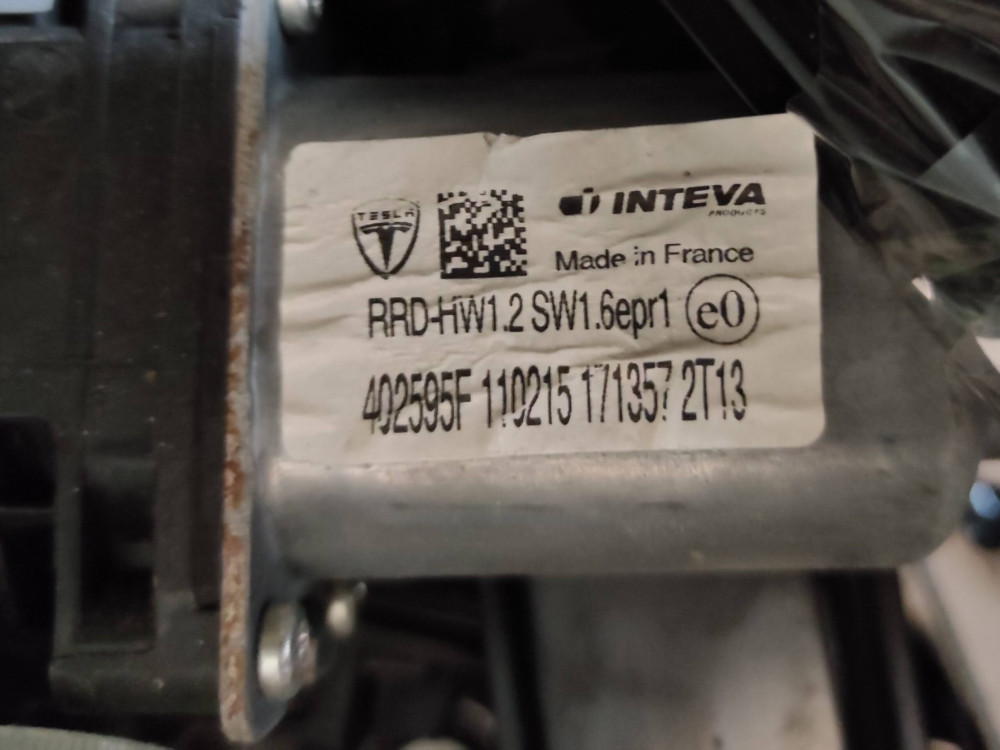 TESLA
INTEVA
PRODUCTS
Made in France
RRD-HW1.2 SW1.6epr1 e0
402595F 110215 171357 2T13